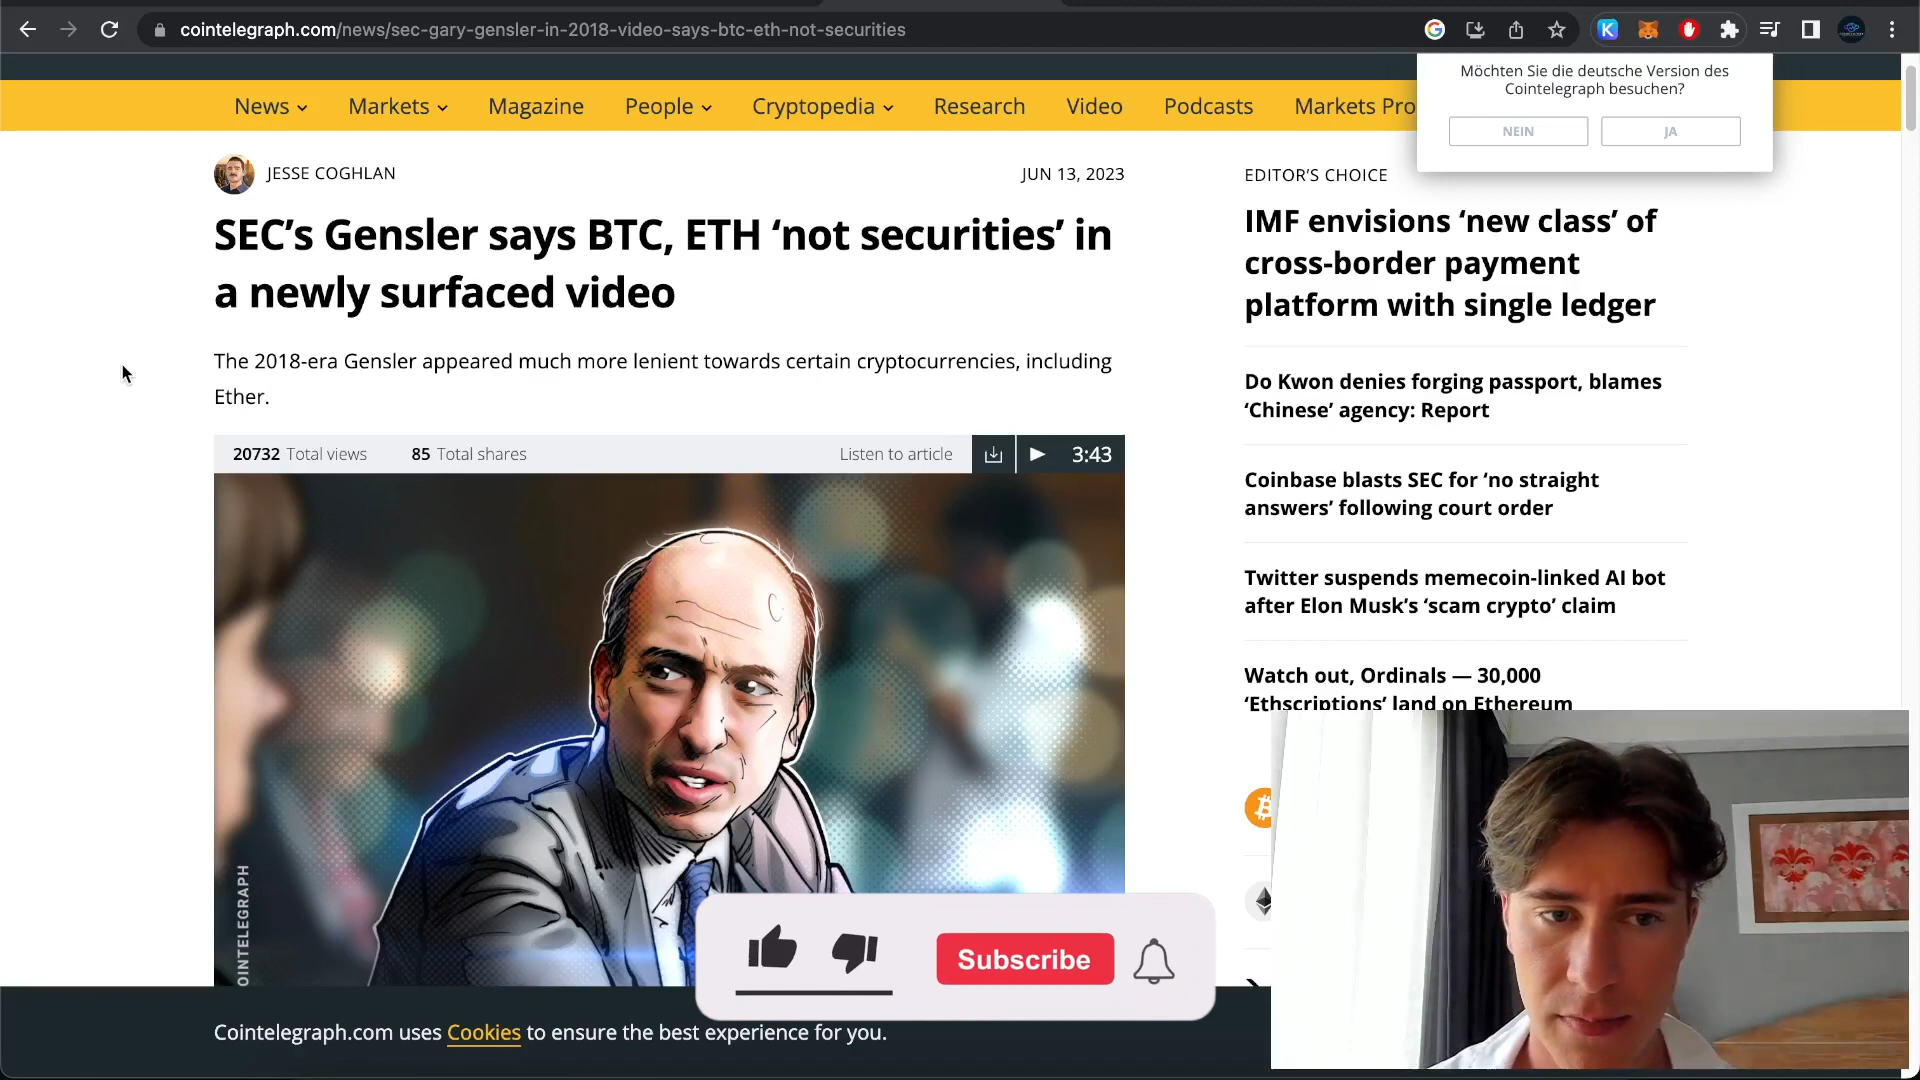 cointelegraph.com/news/sec-gary-gensler-in-2018-video-says-btc-eth-not-securities
Möchten Sie die deutsche Version des
Cointelegraph besuchen?
NEIN
JA
News
Markets
Magazine
People
Cryptopedia
Research
Video
Podcasts
Markets Pro
JESSE COGHLAN
JUN 13, 2023
SEC’s Gensler says BTC, ETH ‘not securities’ in
a newly surfaced video
The 2018-era Gensler appeared much more lenient towards certain cryptocurrencies, including
Ether.
20732 Total views
85 Total shares
Listen to article
3:43
EDITOR’S CHOICE
IMF envisions ‘new class’ of
cross-border payment
platform with single ledger
Do Kwon denies forging passport, blames
‘Chinese’ agency: Report
Coinbase blasts SEC for ‘no straight
answers’ following court order
Twitter suspends memecoin-linked AI bot
after Elon Musk’s ‘scam crypto’ claim
Watch out, Ordinals — 30,000
‘Ethscriptions’ land on Ethereum
OINTELEGRAPH
Subscribe
Cointelegraph.com uses Cookies to ensure the best experience for you.